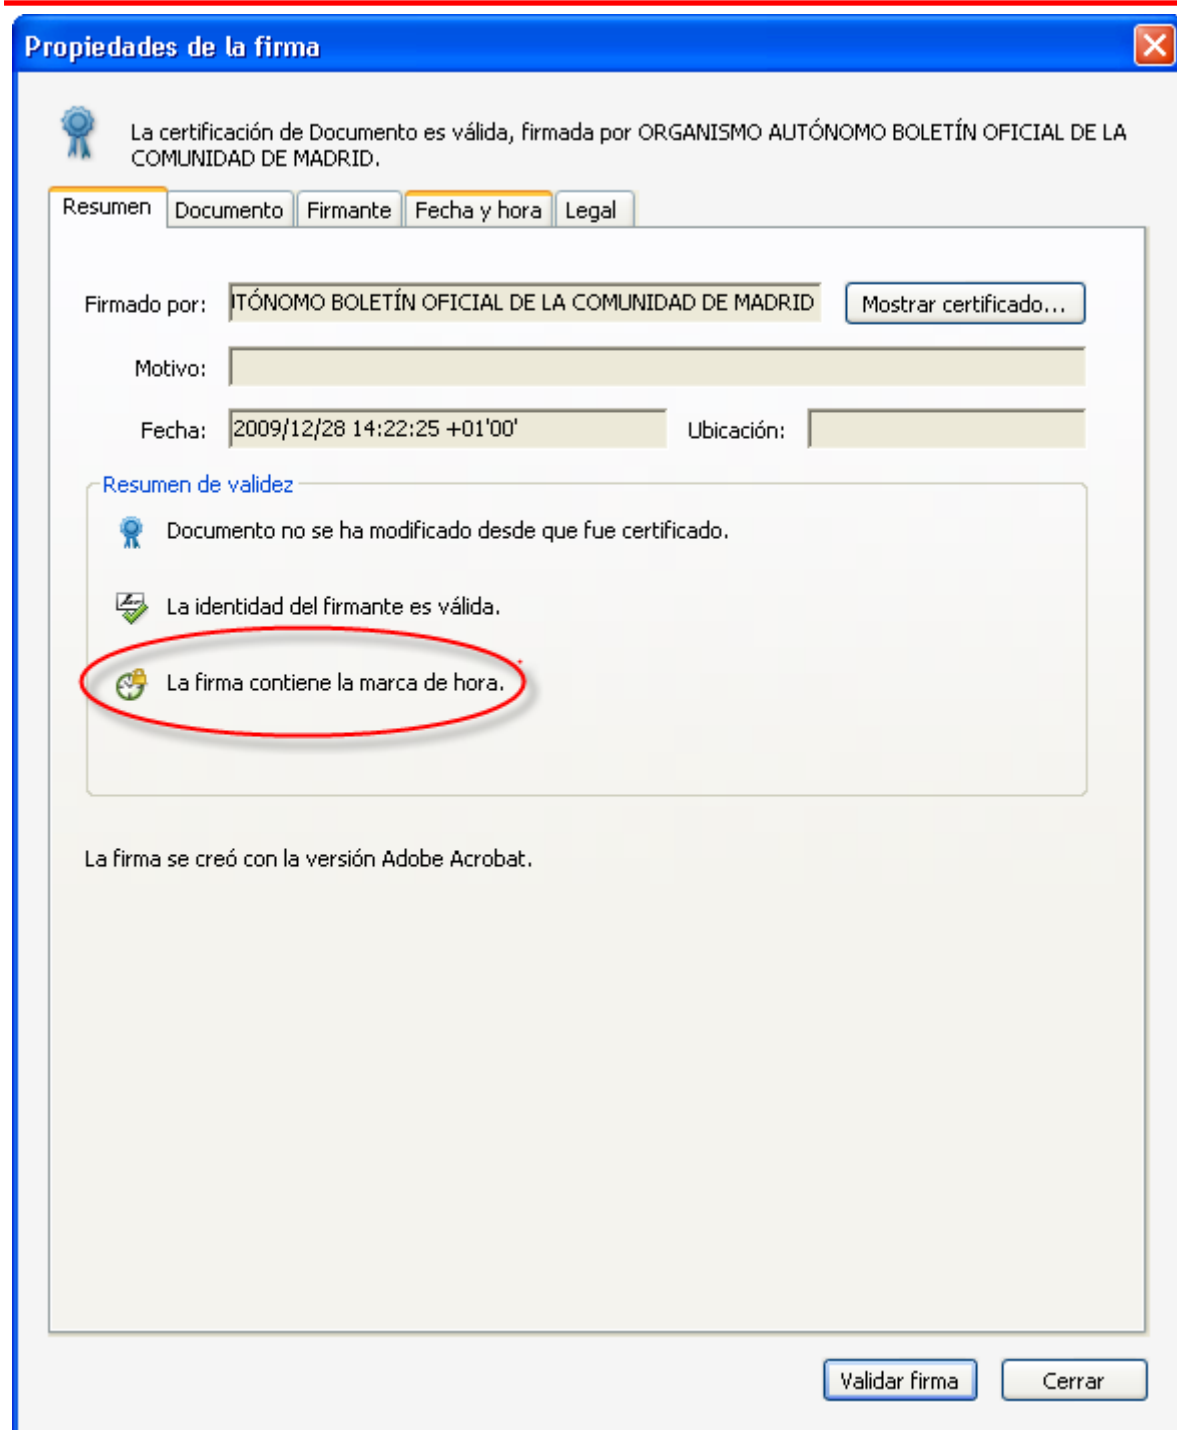 Propiedades de la firma
La certificación de Documento es válida, firmada por ORGANISMO AUTÓNOMO BOLETÍN OFICIAL DE LA
COMUNIDAD DE MADRID.
Resumen Documento Firmante Fecha y hora Legal
Firmado por: TÓNOMO BOLETÍN OFICIAL DE LA COMUNIDAD DE MADRID Mostrar certificado...
Motivo:
Fecha: 2009/12/28 14:22:25 +01'00' Ubicación:
Resumen de validez
Documento no se ha modificado desde que fue certificado.
La identidad del firmante es válida.
La firma contiene la marca de hora.
La firma se creó con la versión Adobe Acrobat.
Validar firma Cerrar